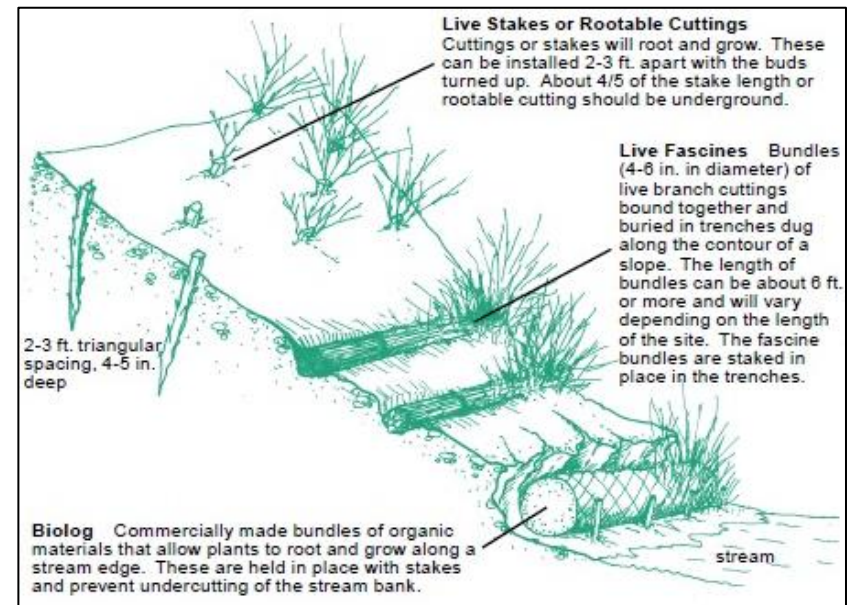 Live Stakes or Rootable Cuttings
Cuttings or stakes will root and grow. These
can be installed 2-3 ft. apart with the buds
turned up. About 4/5 of the stake length or
rootable cutting should be underground.
Live Fascines Bundles
(4-6 in. in diameter) of
live branch cuttings
bound together and
buried in trenches dug
along the contour of a
slope. The length of
bundles can be about 6 ft.
or more and will vary
depending on the length
of the site. The fascine
bundles are staked in
place in the trenches.
2-3 ft. triangular
spacing, 4-5 in.
deep
Biolog Commercially made bundles of organic
materials that allow plants to root and grow along a
stream edge. These are held in place with stakes
and prevent undercutting of the stream bank.
stream